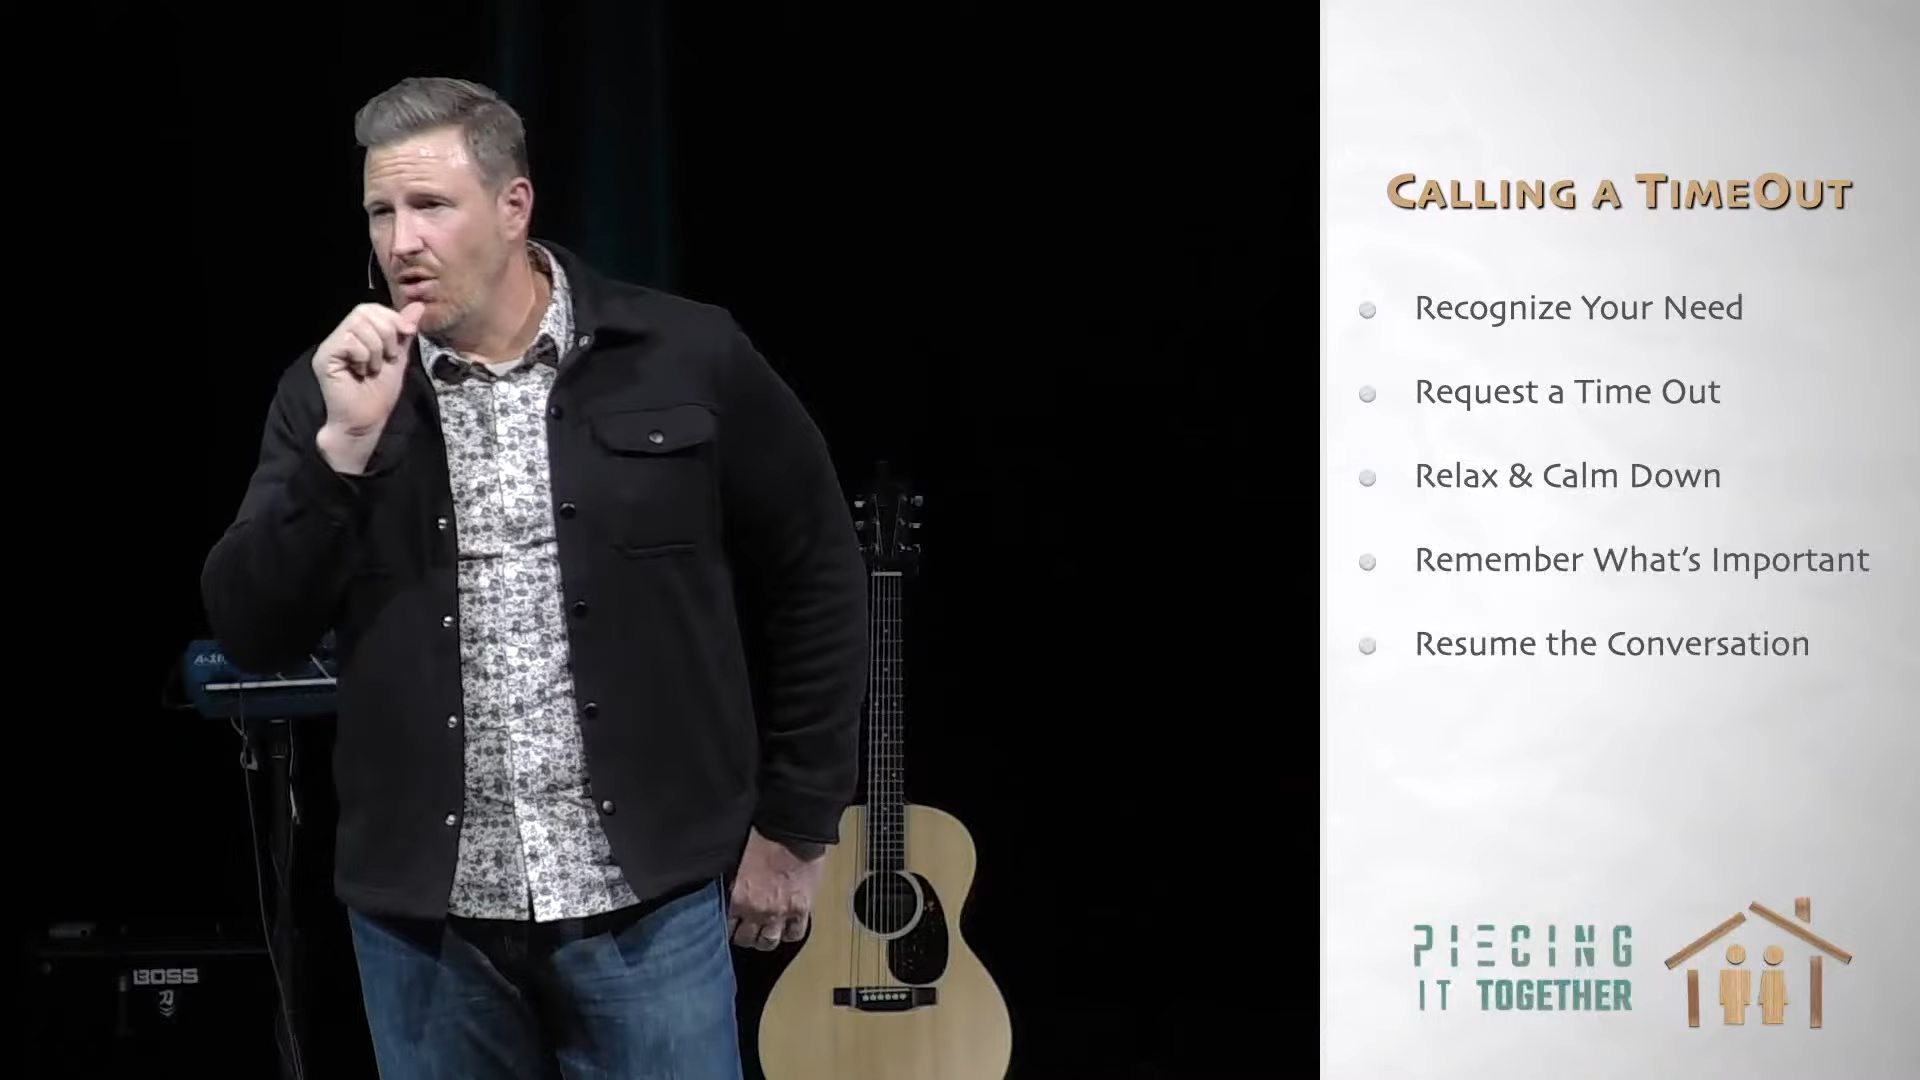 CALLING A TIMEOUT
Recognize Your Need
Request a Time Out
Relax & Calm Down
Remember What's Important
Resume the Conversation
PIECING
IT TOGETHER
BOSS